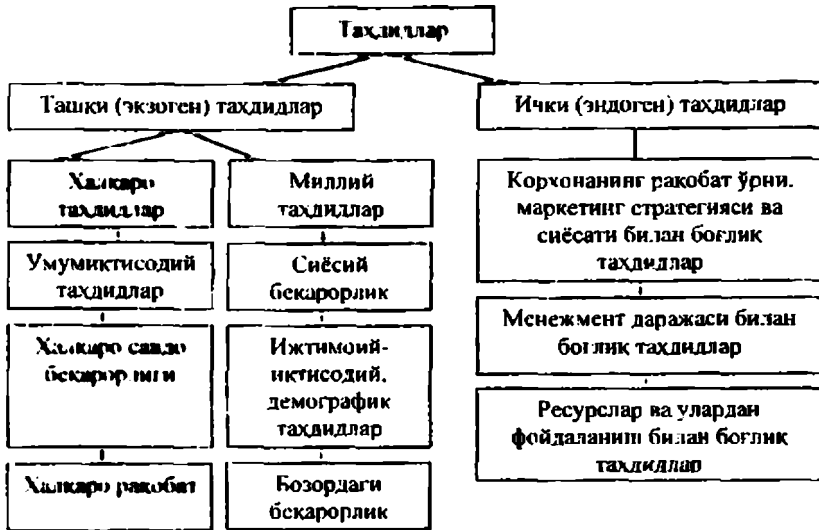 Таҳдидлар
Ташқи (экзоген) таҳдидлар
Ички (эндоген) таҳдидлар
Халқаро
таҳдидлар
Миллий
таҳдидлар
Корхонанинг рақобат ўрни,
маркетинг стратегияси ва
сиёсати билан боғлиқ
таҳдидлар
Умумиқтисодий
таҳдидлар
Сиёсий
беқарорлик
Менежмент даражаси билан
боғлиқ таҳдидлар
Халқаро савдо
беқарорлиги
Ижтимоий-
иқтисодий,
демографик
таҳдидлар
Ресурслар ва улардан
фойдаланиш билан боғлиқ
таҳдидлар
Халқаро рақобат
Бозордаги
беқарорлик